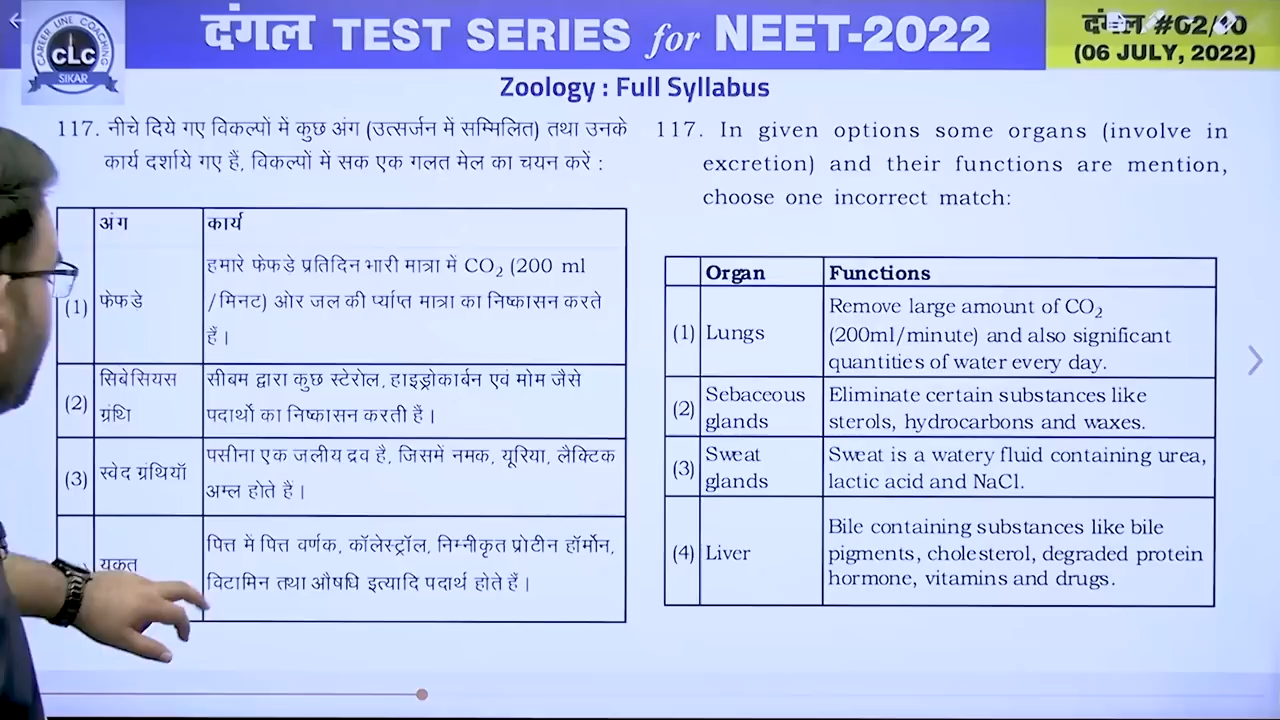 CAREER LINE COACHING
CLC
SIKAR
दंगल TEST SERIES for NEET-2022
दंगल #02/10
(06 JULY, 2022)
Zoology : Full Syllabus
117. नीचे दिये गए विकल्पों में कुछ अंग (उत्सर्जन में सम्मिलित) तथा उनके
कार्य दर्शाये गए हैं, विकल्पों में सक एक गलत मेल का चयन करें :
अंग कार्य
(1) फेफडे हमारे फेफडे प्रतिदिन भारी मात्रा में CO₂ (200 ml
/मिनट) ओर जल की प्र्याप्त मात्रा का निष्कासन करते
हैं।
(2) सिबेसियस ग्रंथि सीबम द्वारा कुछ स्टेरोल, हाइड्रोकार्बन एवं मोम जैसे
पदार्थो का निष्कासन करती हैं।
(3) स्वेद ग्रथियॉ पसीना एक जलीय द्रव है, जिसमें नमक, यूरिया, लैक्टिक
अम्ल होते हैं।
यकृत पित्त में पित्त वर्णक, कॉलेस्ट्रॉल, निम्नीकृत प्रोटीन हॉर्मोन,
विटामिन तथा औषधि इत्यादि पदार्थ होते हैं।
117. In given options some organs (involve in
excretion) and their functions are mention,
choose one incorrect match:
Organ Functions
(1) Lungs Remove large amount of CO₂
(200ml/minute) and also significant
quantities of water every day.
(2) Sebaceous glands Eliminate certain substances like
sterols, hydrocarbons and waxes.
(3) Sweat glands Sweat is a watery fluid containing urea,
lactic acid and NaCl.
(4) Liver Bile containing substances like bile
pigments, cholesterol, degraded protein
hormone, vitamins and drugs.